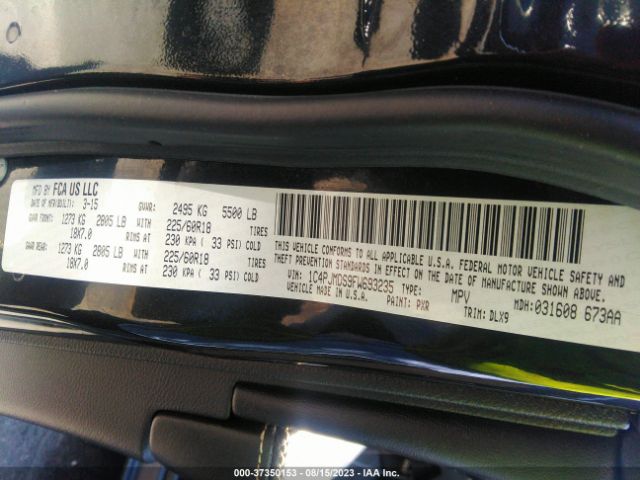 MFD BY FCA US LLC
DATE OF MFR(BLD/LI) 3-15 GVWR: 2495 KG 5500 LB
GAWR FRONT: 1273 KG 2805 LB WITH 225/60R18 TIRES
18X7.0 RIMS AT 230 KPA ( 33 PSI) COLD
GAWR REAR: 1273 KG 2805 LB WITH 225/60R18 TIRES
18X7.0 RIMS AT 230 KPA ( 33 PSI) COLD
THIS VEHICLE CONFORMS TO ALL APPLICABLE U.S.A. FEDERAL MOTOR VEHICLE SAFETY AND
THEFT PREVENTION STANDARDS IN EFFECT ON THE DATE OF MANUFACTURE SHOWN ABOVE.
VIN: 1C4PJMDS9FW693235 TYPE: MPV MDH: 031608 673AA
VEHICLE MADE IN U.S.A. PAINT: PXR TRIM: DLX9
000-37350153 - 08/15/2023 - IAA Inc.